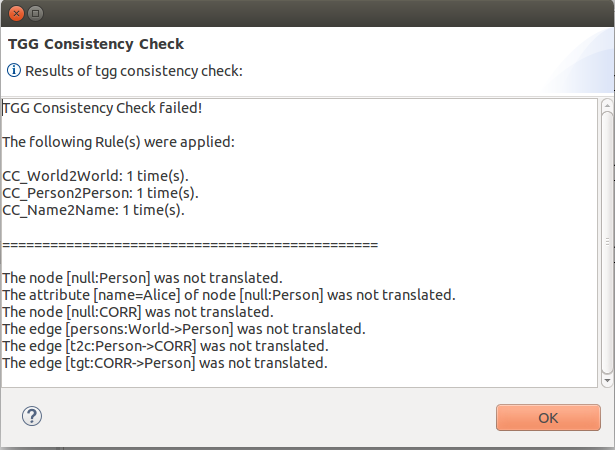 TGG Consistency Check
Results of tgg consistency check:
TGG Consistency Check failed!
The following Rule(s) were applied:
CC_World2World: 1 time(s).
CC_Person2Person: 1 time(s).
CC_Name2Name: 1 time(s).
===============================================
The node [null:Person] was not translated.
The attribute [name=Alice] of node [null:Person] was not translated.
The node [null:CORR] was not translated.
The edge [persons:World->Person] was not translated.
The edge [t2c:Person->CORR] was not translated.
The edge [tgt:CORR->Person] was not translated.
?
OK